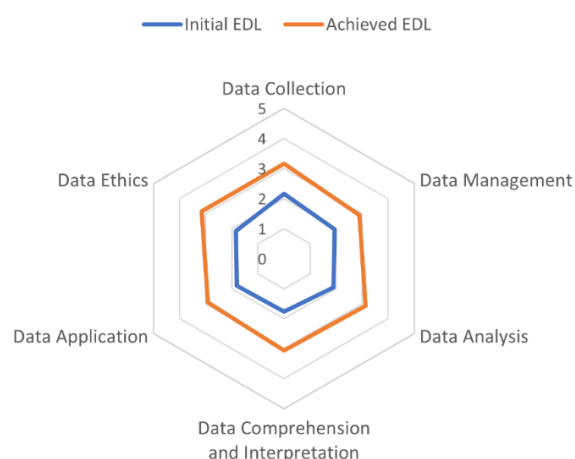 Initial EDL Achieved EDL
Data Collection
5
4
3
2
1
0
Data Ethics
Data Management
Data Application
Data Analysis
Data Comprehension
and Interpretation